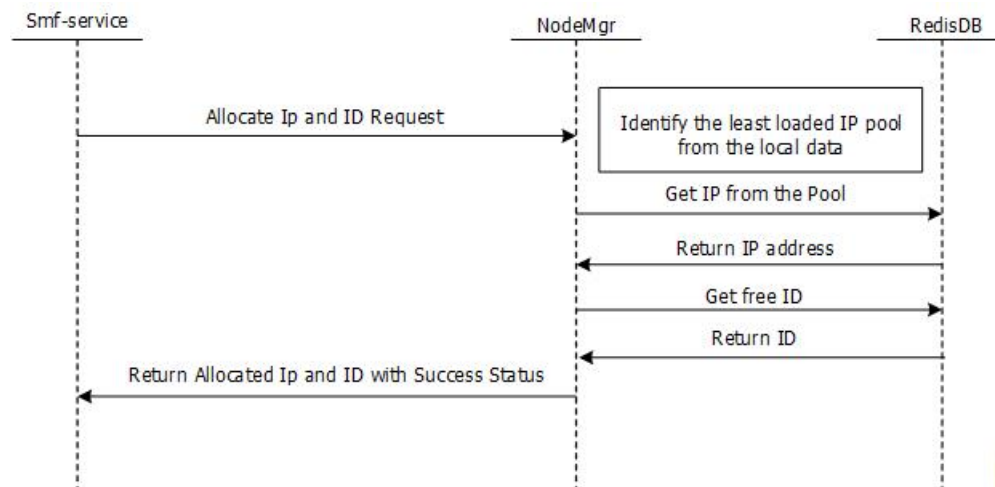 Smf-service
NodeMgr
RedisDB
Allocate Ip and ID Request
Identify the least loaded IP pool
from the local data
Get IP from the Pool
Return IP address
Get free ID
Return ID
Return Allocated Ip and ID with Success Status